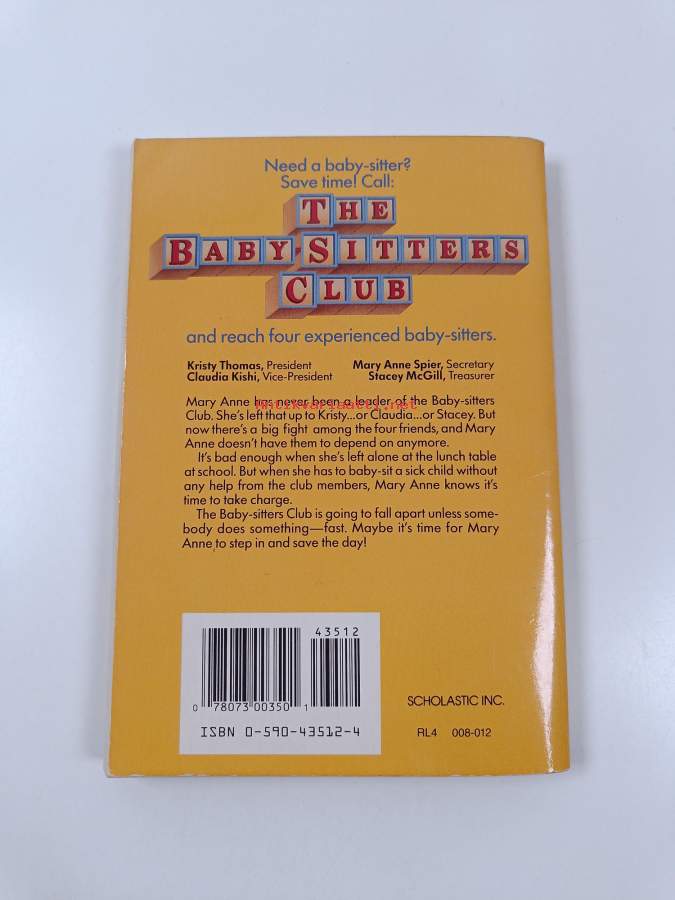 Need a baby-sitter?
Save time! Call:
THE
BABY-SITTERS
CLUB
and reach four experienced baby-sitters.
Kristy Thomas, President Mary Anne Spier, Secretary
Claudia Kishi, Vice-President Stacey McGill, Treasurer
Mary Anne has never been a leader of the Baby-sitters
Antikvariaatti.net
Club. She's left that up to Kristy...or Claudia...or Stacey. But
now there's a big fight among the four friends, and Mary
Anne doesn't have them to depend on anymore.
It's bad enough when she's left alone at the lunch table
at school. But when she has to baby-sit a sick child without
any help from the club members, Mary Anne knows it's
time to take charge.
The Baby-sitters Club is going to fall apart unless some-
body does something—fast. Maybe it's time for Mary
Anne to step in and save the day!
43512
0 78073 00350 1
ISBN 0-590-43512-4
SCHOLASTIC INC.
RL4 008-012